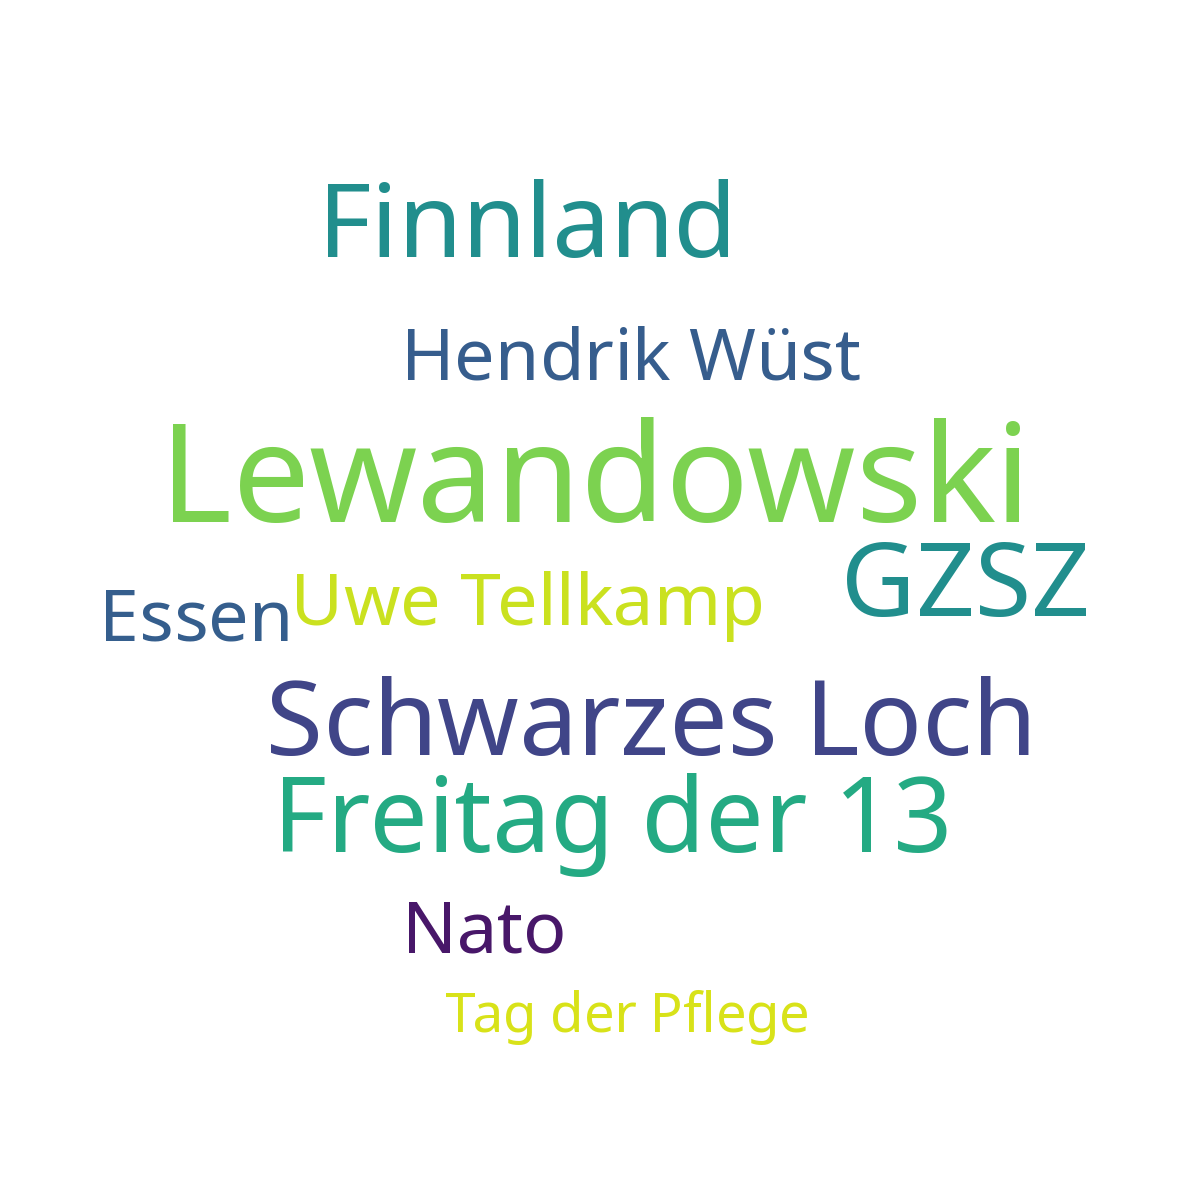 Finnland
Hendrik Wüst
Lewandowski
GZSZ
Essen
Uwe Tellkamp
Schwarzes Loch
Freitag der 13
Nato
Tag der Pflege